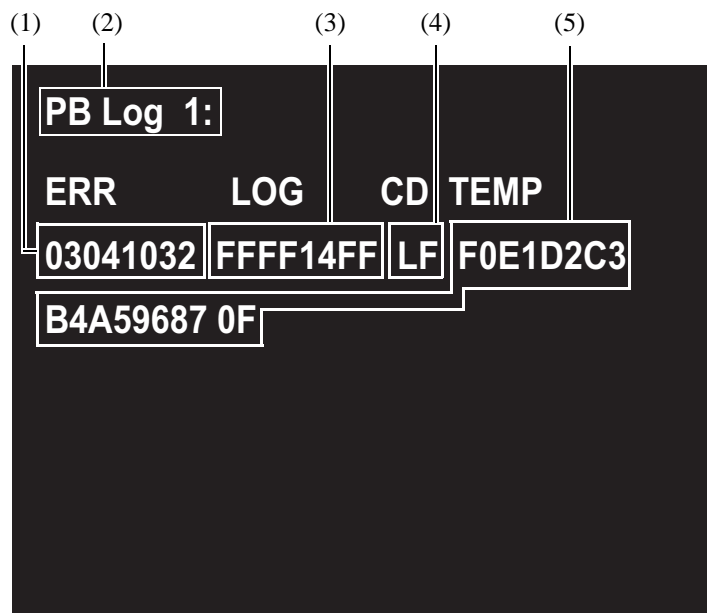 (1) (2) (3) (4) (5)
PB Log 1:
ERR LOG CD TEMP
03041032 FFFF14FF LF F0E1D2C3
B4A59687 0F